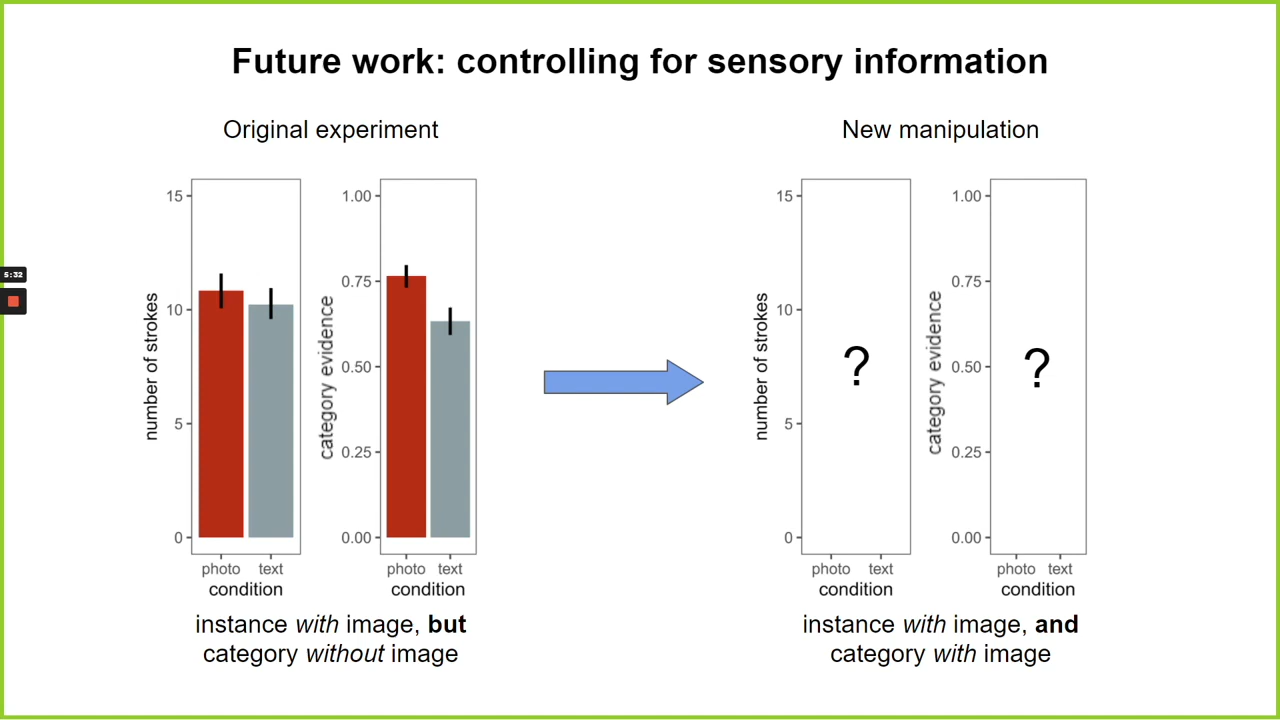 Future work: controlling for sensory information
Original experiment
New manipulation
number of strokes
15
10
5
0
photo text
condition
category evidence
1.00
0.75
0.50
0.25
0.00
photo text
condition
instance with image, but
category without image
number of strokes
15
10
5
0
?
photo text
condition
category evidence
1.00
0.75
0.50
0.25
0.00
?
photo text
condition
instance with image, and
category with image
5:32